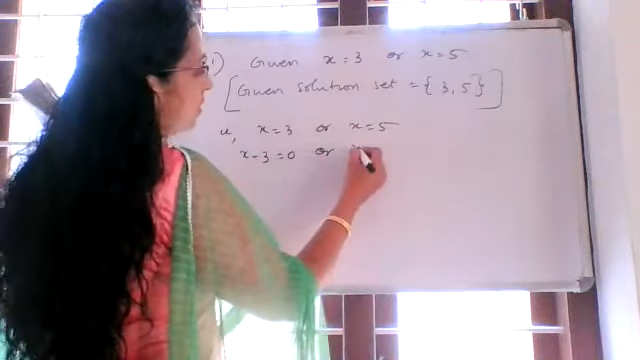 1) Given x = 3 or x = 5
[Given solution set = {3, 5}]
x = 3 or x = 5
x - 3 = 0 or